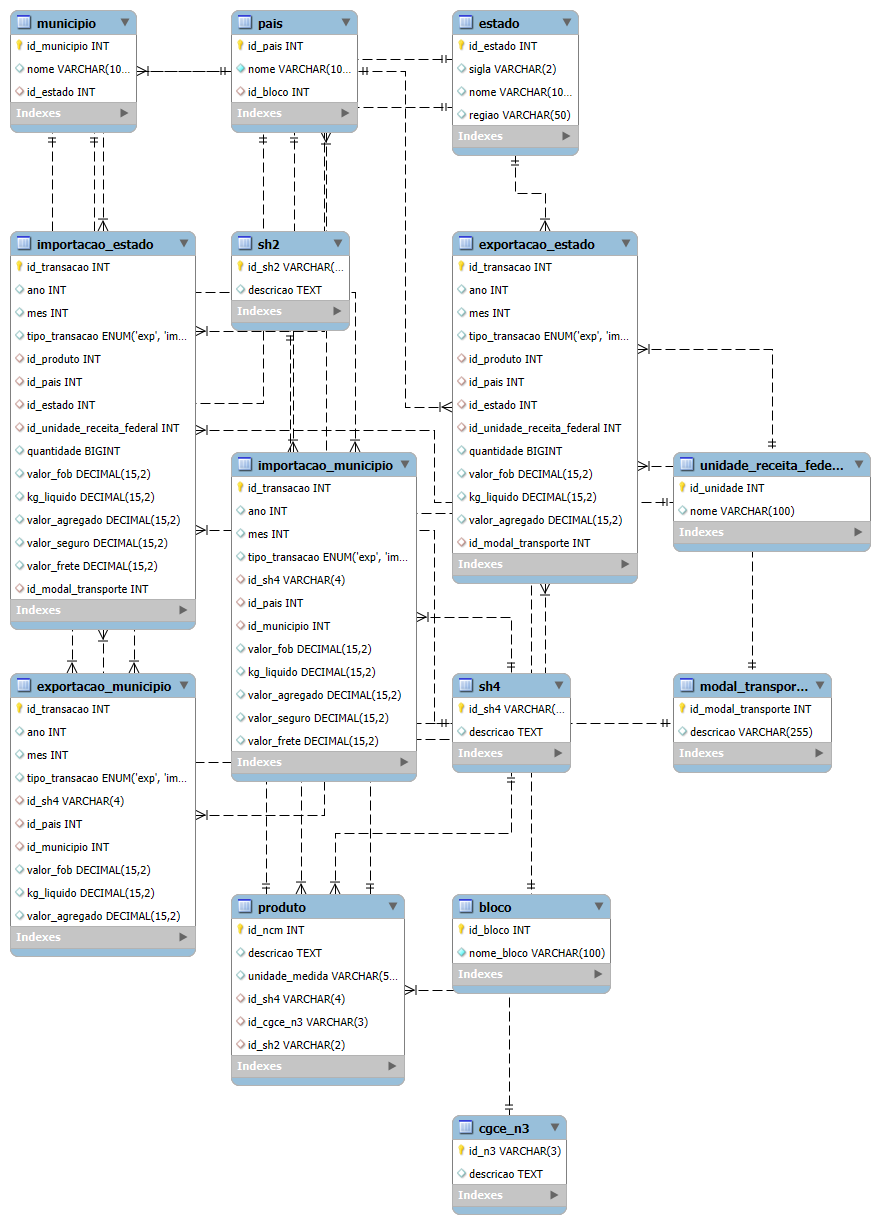 municipio
id_municipio INT
nome VARCHAR(10...
id_estado INT
Indexes
pais
id_pais INT
nome VARCHAR(10...
id_bloco INT
Indexes
estado
id_estado INT
sigla VARCHAR(2)
nome VARCHAR(10...
regiao VARCHAR(50)
Indexes
importacao_estado
id_transacao INT
ano INT
mes INT
tipo_transacao ENUM('exp', 'im...
id_produto INT
id_pais INT
id_estado INT
id_unidade_receita_federal INT
quantidade BIGINT
valor_fob DECIMAL(15,2)
kg_liquido DECIMAL(15,2)
valor_agregado DECIMAL(15,2)
valor_seguro DECIMAL(15,2)
valor_frete DECIMAL(15,2)
id_modal_transporte INT
Indexes
sh2
id_sh2 VARCHAR(...
descricao TEXT
Indexes
exportacao_estado
id_transacao INT
ano INT
mes INT
tipo_transacao ENUM('exp', 'im...
id_produto INT
id_pais INT
id_estado INT
id_unidade_receita_federal INT
quantidade BIGINT
valor_fob DECIMAL(15,2)
kg_liquido DECIMAL(15,2)
valor_agregado DECIMAL(15,2)
id_modal_transporte INT
Indexes
importacao_municipio
id_transacao INT
ano INT
mes INT
tipo_transacao ENUM('exp', 'im...
id_sh4 VARCHAR(4)
id_pais INT
id_municipio INT
valor_fob DECIMAL(15,2)
kg_liquido DECIMAL(15,2)
valor_agregado DECIMAL(15,2)
valor_seguro DECIMAL(15,2)
valor_frete DECIMAL(15,2)
Indexes
unidade_receita_fede...
id_unidade INT
nome VARCHAR(100)
Indexes
exportacao_municipio
id_transacao INT
ano INT
mes INT
tipo_transacao ENUM('exp', 'im...
id_sh4 VARCHAR(4)
id_pais INT
id_municipio INT
valor_fob DECIMAL(15,2)
kg_liquido DECIMAL(15,2)
valor_agregado DECIMAL(15,2)
Indexes
sh4
id_sh4 VARCHAR(...
descricao TEXT
Indexes
modal_transpor...
id_modal_transporte INT
descricao VARCHAR(255)
Indexes
produto
id_ncm INT
descricao TEXT
unidade_medida VARCHAR(5...
id_sh4 VARCHAR(4)
id_cgce_n3 VARCHAR(3)
id_sh2 VARCHAR(2)
Indexes
bloco
id_bloco INT
nome_bloco VARCHAR(100)
Indexes
cgce_n3
id_n3 VARCHAR(3)
descricao TEXT
Indexes